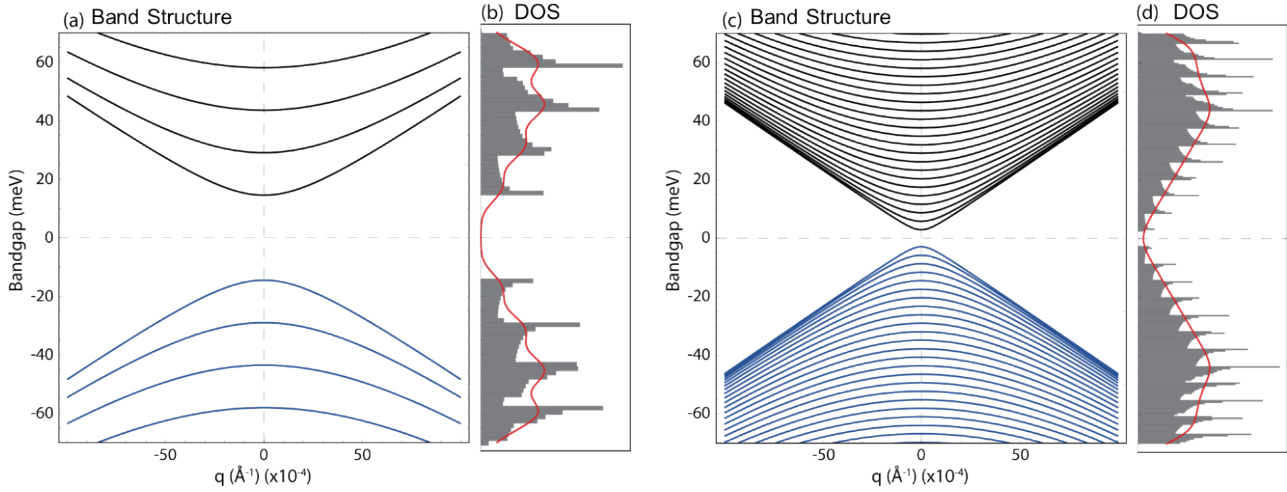 (a) Band Structure
(b) DOS
(c) Band Structure
(d) DOS
Bandgap (meV)
60
40
20
0
-20
-40
-60
-50
0
50
q (Å⁻¹) (x10⁻⁴)
Bandgap (meV)
60
40
20
0
-20
-40
-60
-50
0
50
q (Å⁻¹) (x10⁻⁴)